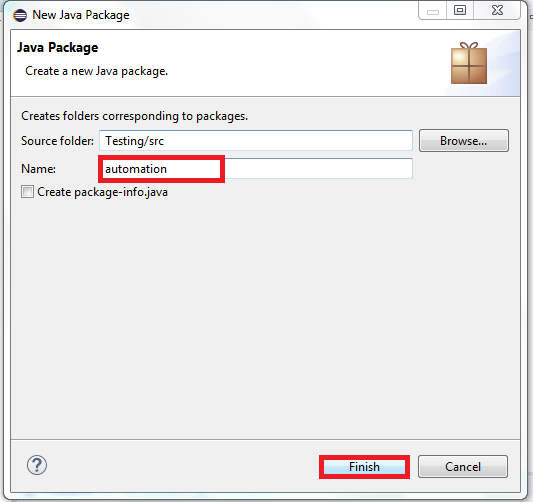 New Java Package
Java Package
Create a new Java package.
Creates folders corresponding to packages.
Source folder: Testing/src Browse...
Name: automation
Create package-info.java
? Finish Cancel